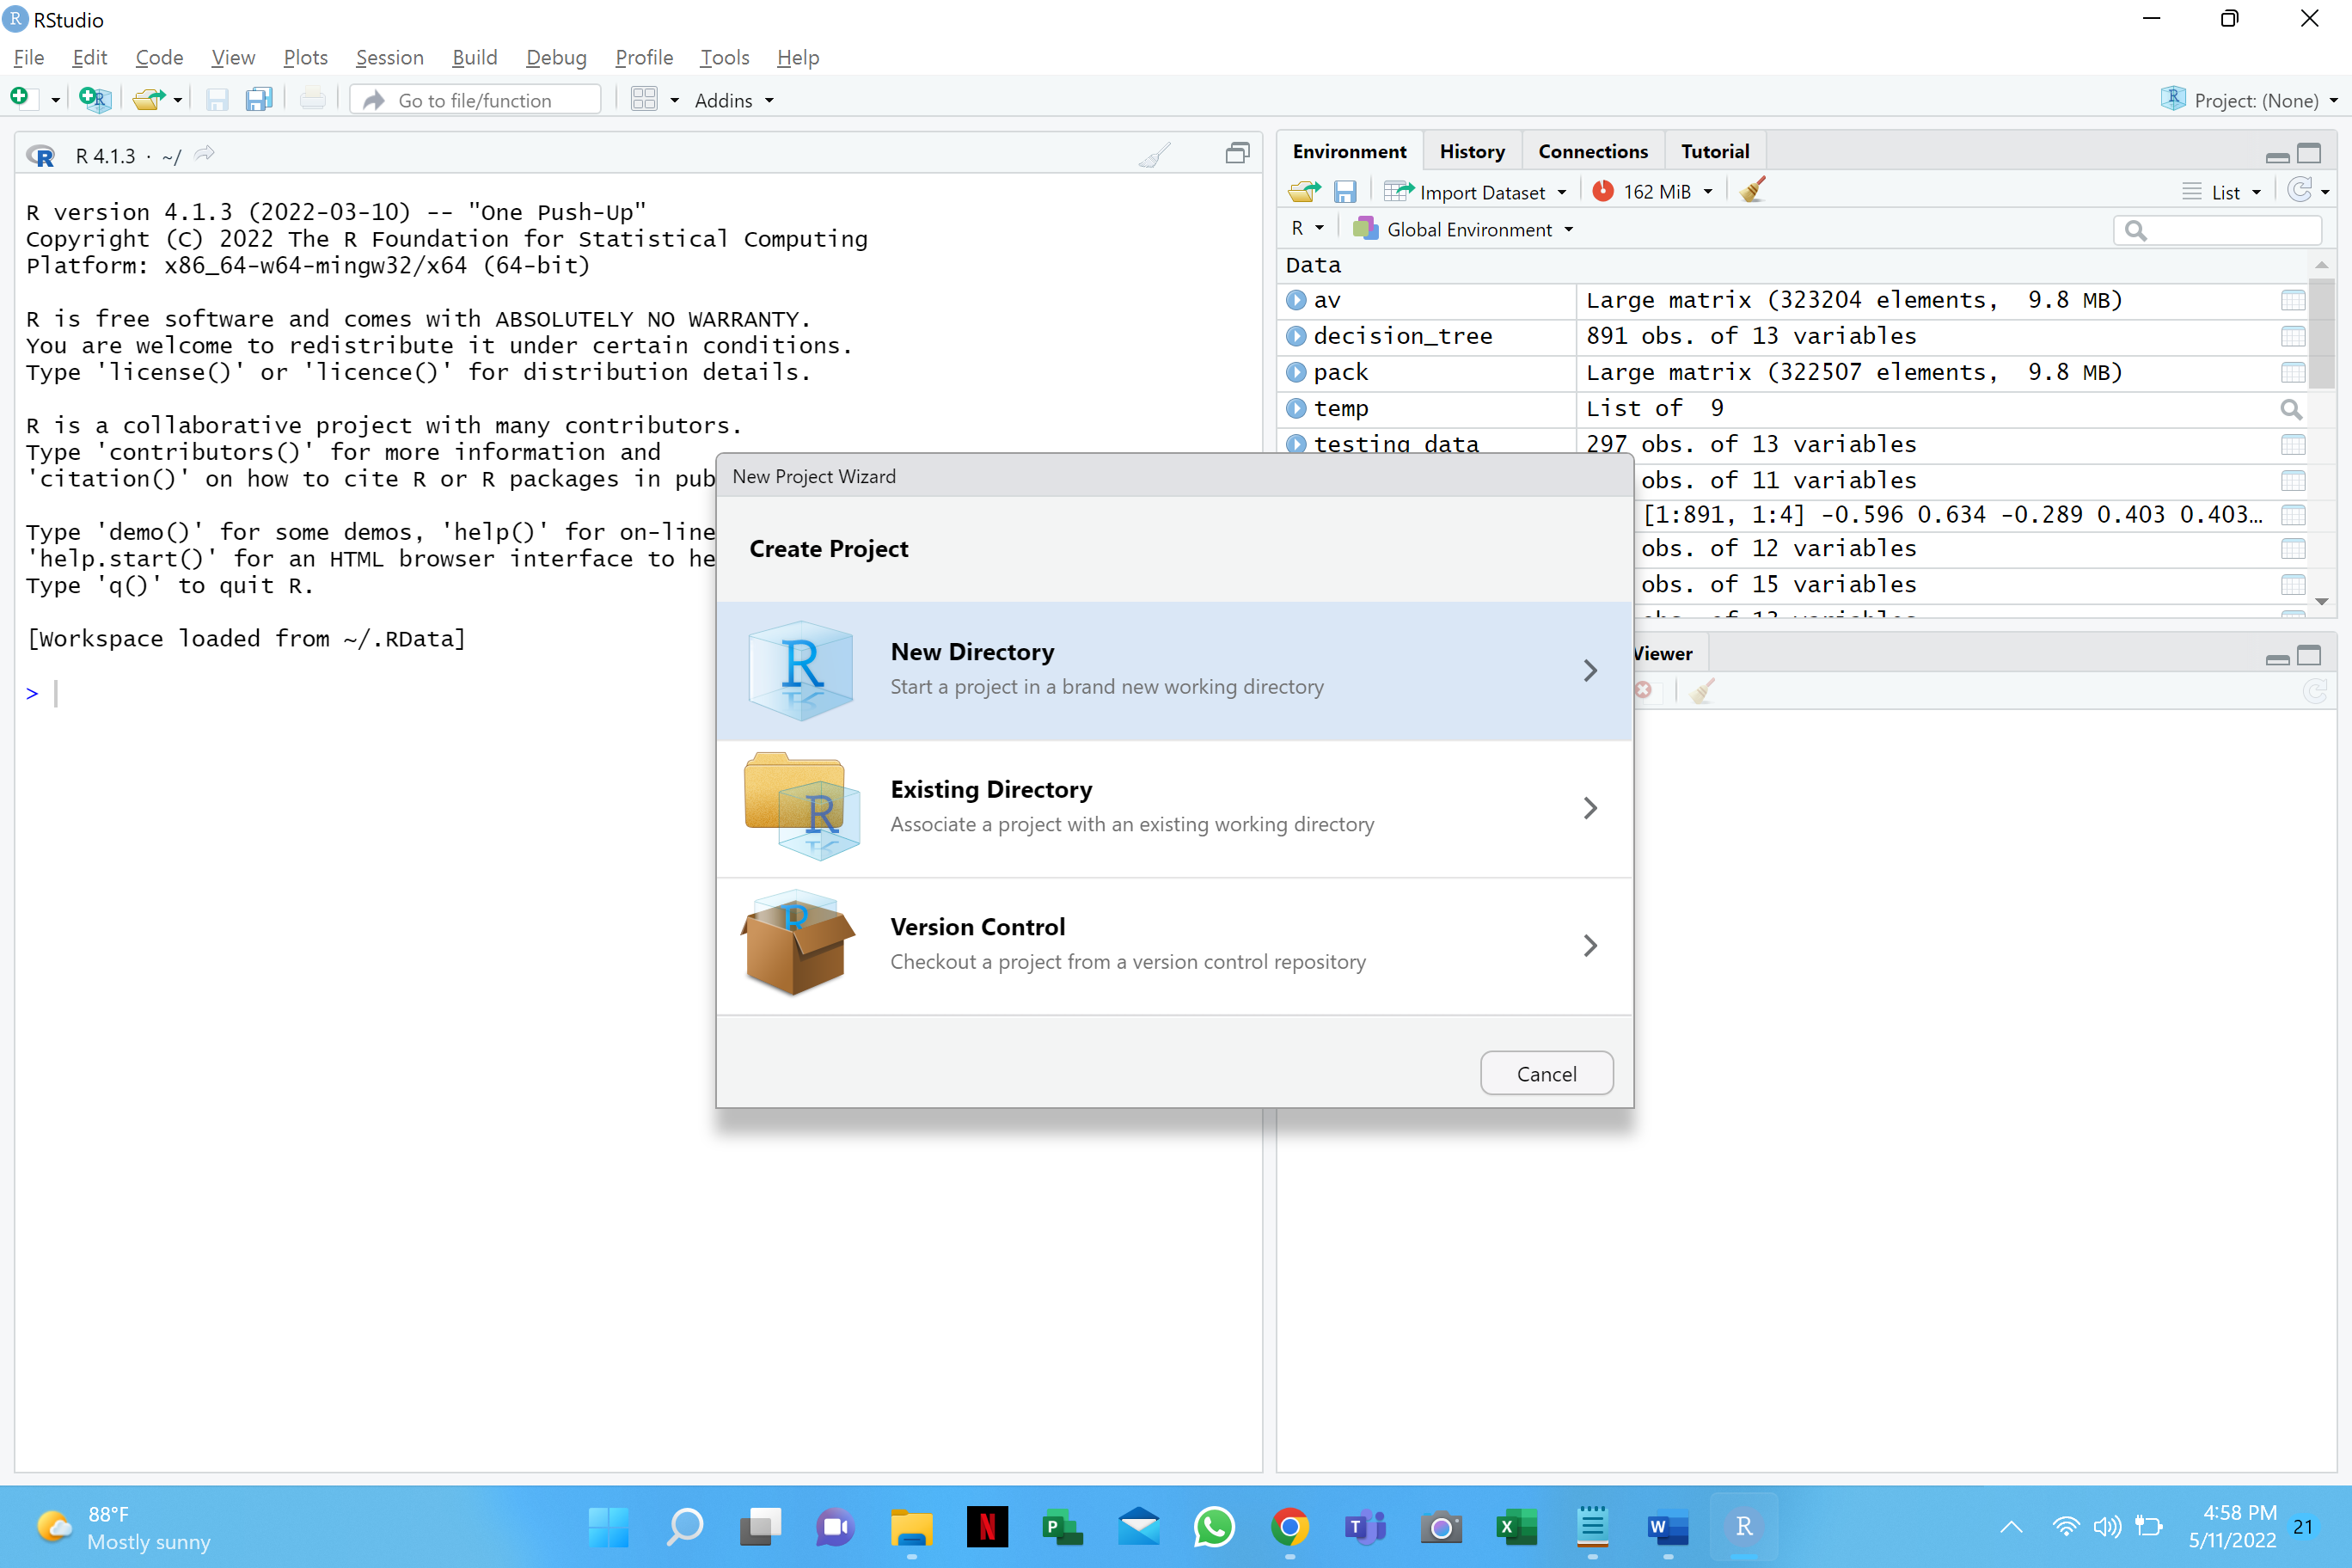 RStudio
File Edit Code View Plots Session Build Debug Profile Tools Help
Go to file/function
Addins
Project: (None)
R 4.1.3 · ~/
R version 4.1.3 (2022-03-10) -- "One Push-Up"
Copyright (C) 2022 The R Foundation for Statistical Computing
Platform: x86_64-w64-mingw32/x64 (64-bit)
R is free software and comes with ABSOLUTELY NO WARRANTY.
You are welcome to redistribute it under certain conditions.
Type 'license()' or 'licence()' for distribution details.
R is a collaborative project with many contributors.
Type 'contributors()' for more information and
'citation()' on how to cite R or R packages in pub
Type 'demo()' for some demos, 'help()' for on-line
'help.start()' for an HTML browser interface to he
Type 'q()' to quit R.
[Workspace loaded from ~/.RData]
>
Environment History Connections Tutorial
Import Dataset 162 MiB List
R Global Environment
Data
av Large matrix (323204 elements, 9.8 MB)
decision_tree 891 obs. of 13 variables
pack Large matrix (322507 elements, 9.8 MB)
temp List of 9
testing_data 297 obs. of 13 variables
obs. of 11 variables
[1:891, 1:4] -0.596 0.634 -0.289 0.403 0.403...
obs. of 12 variables
obs. of 15 variables
obs. of 13 variables
Viewer
New Project Wizard
Create Project
New Directory
Start a project in a brand new working directory
Existing Directory
Associate a project with an existing working directory
Version Control
Checkout a project from a version control repository
Cancel
88°F
Mostly sunny
4:58 PM
5/11/2022
21